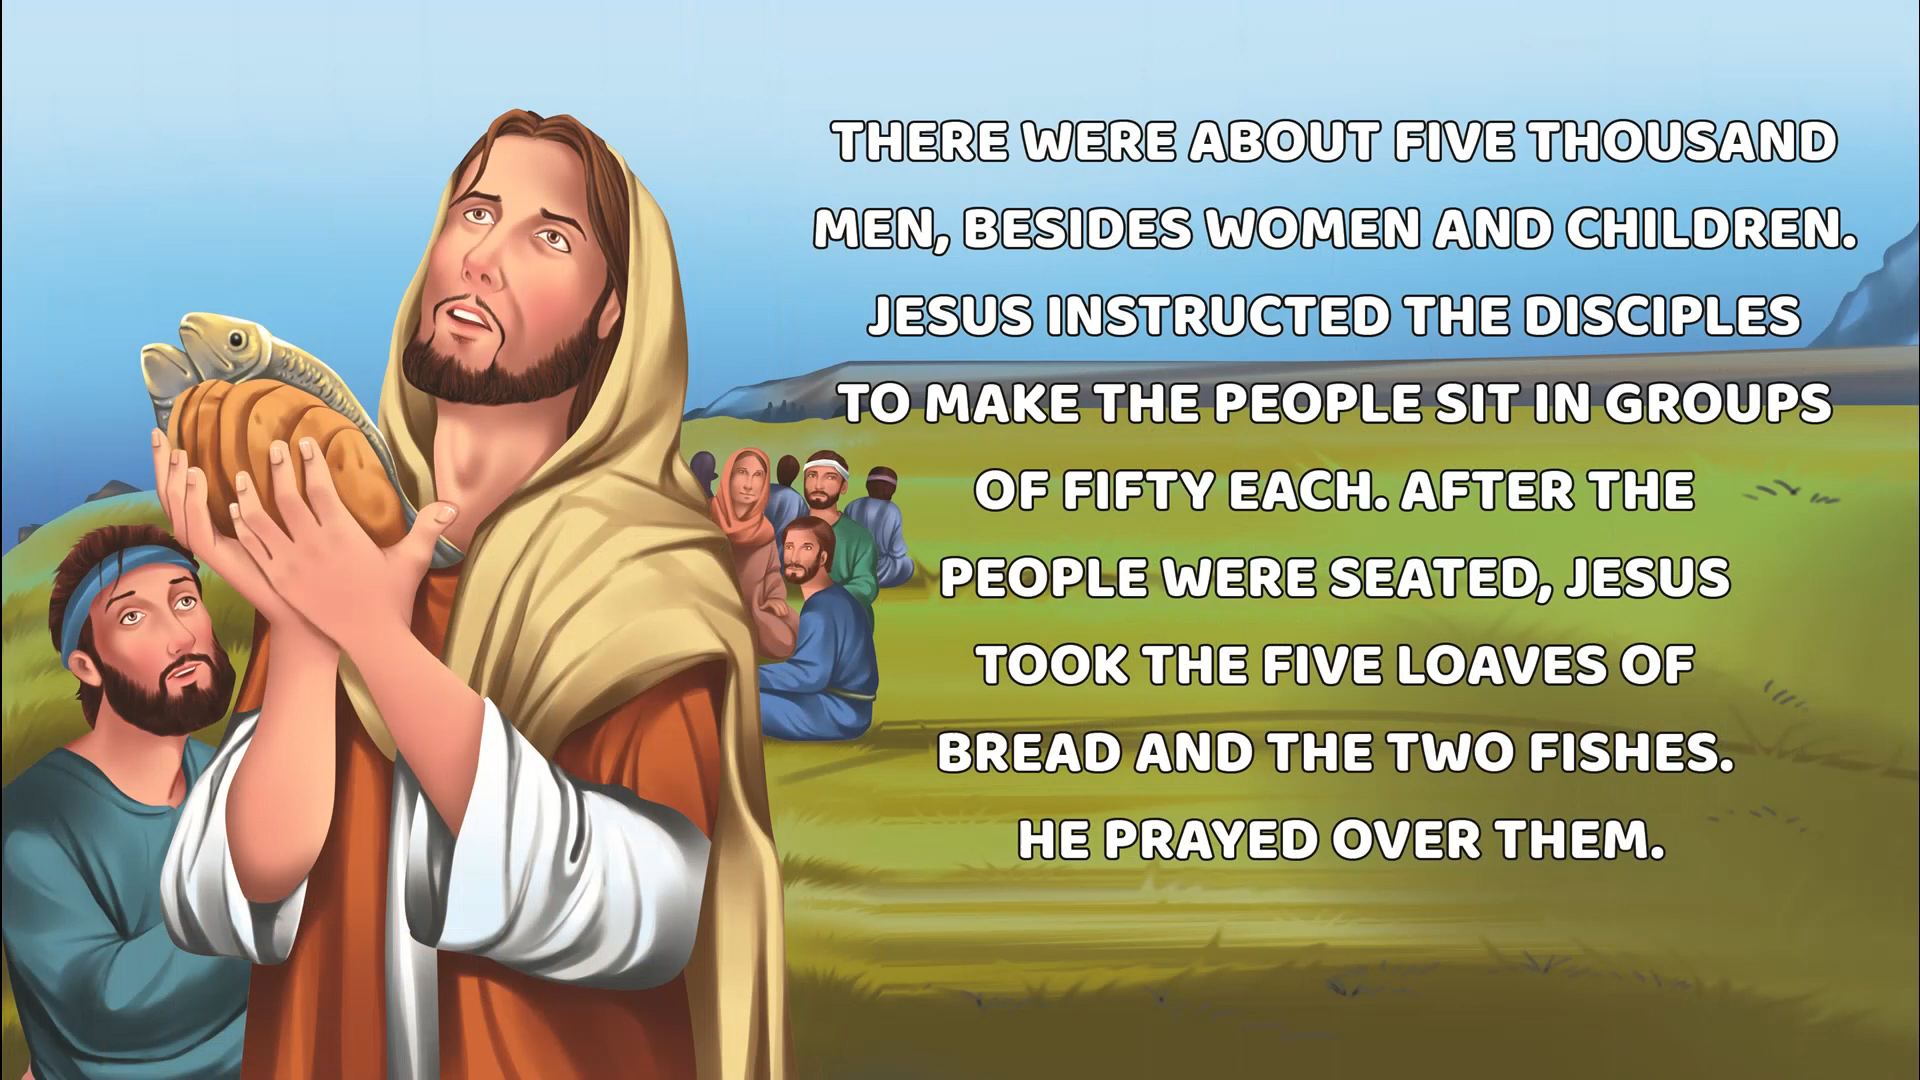 THERE WERE ABOUT FIVE THOUSAND
MEN, BESIDES WOMEN AND CHILDREN.
JESUS INSTRUCTED THE DISCIPLES
TO MAKE THE PEOPLE SIT IN GROUPS
OF FIFTY EACH. AFTER THE
PEOPLE WERE SEATED, JESUS
TOOK THE FIVE LOAVES OF
BREAD AND THE TWO FISHES.
HE PRAYED OVER THEM.